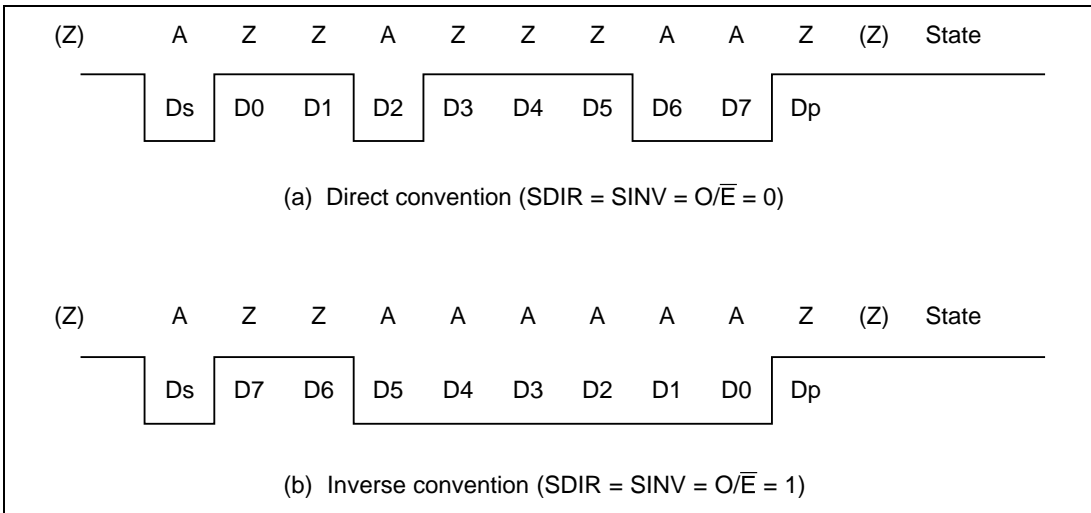 (Z) A Z Z A Z Z Z A A Z (Z) State
Ds D0 D1 D2 D3 D4 D5 D6 D7 Dp
(a) Direct convention (SDIR = SINV = O/E̅ = 0)
(Z) A Z Z A A A A A A Z (Z) State
Ds D7 D6 D5 D4 D3 D2 D1 D0 Dp
(b) Inverse convention (SDIR = SINV = O/E̅ = 1)